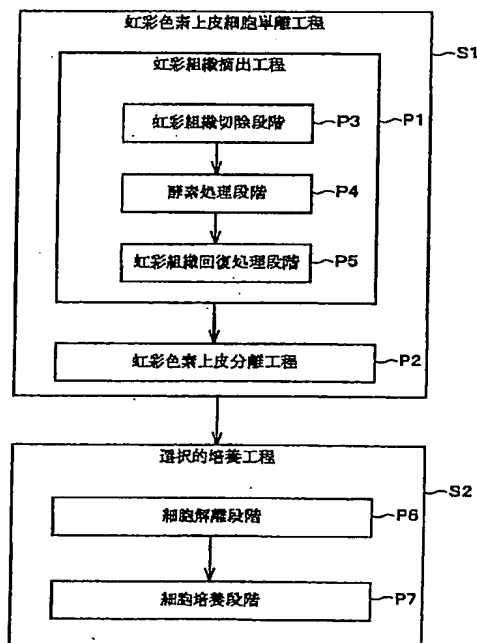 虹彩色素上皮細胞単離工程
S1
虹彩組織摘出工程
P1
虹彩組織切除段階
P3
酵素処理段階
P4
虹彩組織回復処理段階
P5
虹彩色素上皮分離工程
P2
選択的培養工程
S2
細胞解離段階
P6
細胞培養段階
P7